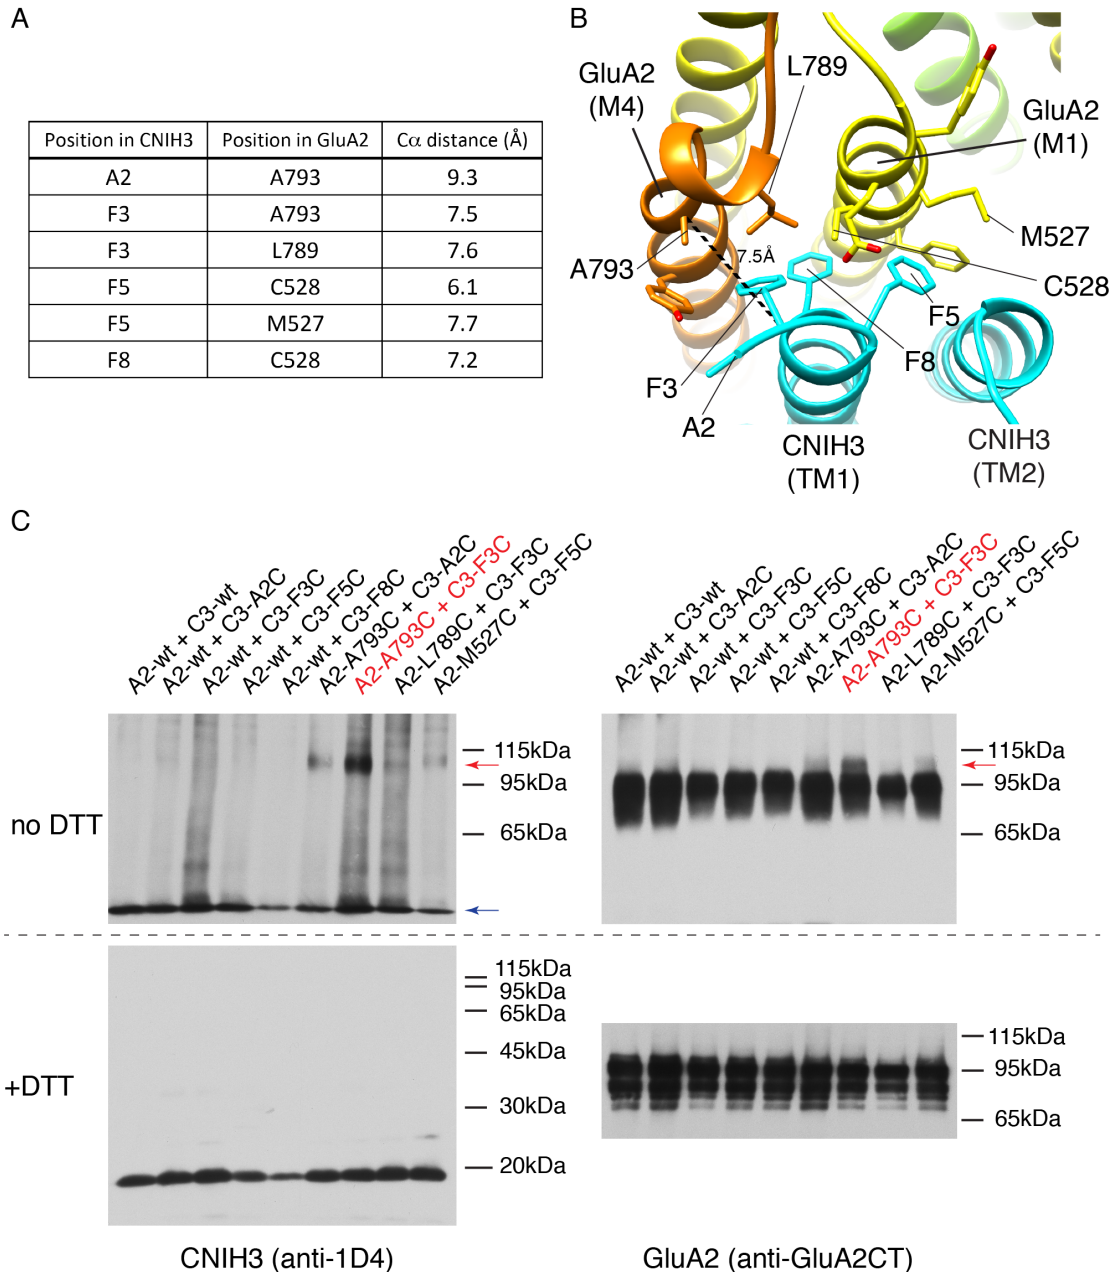 A
Position in CNIH3 Position in GluA2 Cα distance (Å)
A2 A793 9.3
F3 A793 7.5
F3 L789 7.6
F5 C528 6.1
F5 M527 7.7
F8 C528 7.2
B
GluA2
(M4)
L789
GluA2
(M1)
A793
7.5Å
M527
C528
F5
F8
F3
A2
CNIH3
(TM1)
CNIH3
(TM2)
C
A2-wt + C3-wt
A2-wt + C3-A2C
A2-wt + C3-F3C
A2-wt + C3-F5C
A2-wt + C3-F8C
A2-A793C + C3-A2C
A2-A793C + C3-F3C
A2-L789C + C3-F3C
A2-M527C + C3-F5C
A2-wt + C3-wt
A2-wt + C3-A2C
A2-wt + C3-F3C
A2-wt + C3-F5C
A2-wt + C3-F8C
A2-A793C + C3-A2C
A2-A793C + C3-F3C
A2-L789C + C3-F3C
A2-M527C + C3-F5C
no DTT
115kDa
95kDa
65kDa
115kDa
95kDa
65kDa
+DTT
115kDa
95kDa
65kDa
45kDa
30kDa
20kDa
115kDa
95kDa
65kDa
CNIH3 (anti-1D4)
GluA2 (anti-GluA2CT)